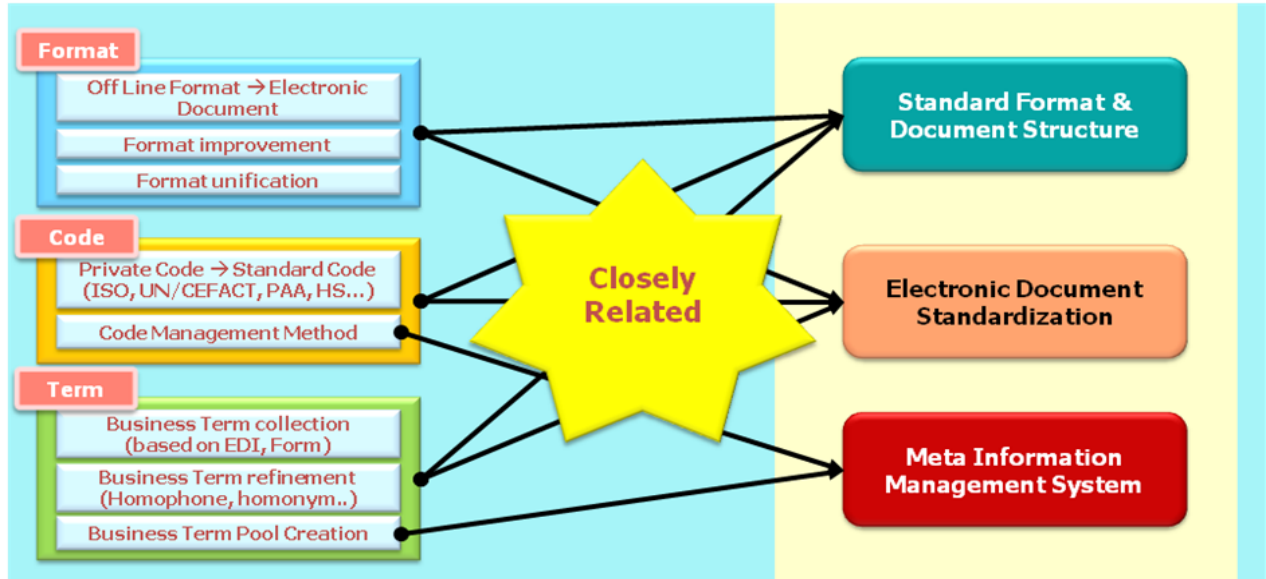 Format
Off Line Format → Electronic
Document
Format improvement
Format unification
Code
Private Code → Standard Code
(ISO, UN/CEFACT, PAA, HS...)
Code Management Method
Term
Business Term collection
(based on EDI, Form)
Business Term refinement
(Homophone, homonym..)
Business Term Pool Creation
Closely
Related
Standard Format &
Document Structure
Electronic Document
Standardization
Meta Information
Management System